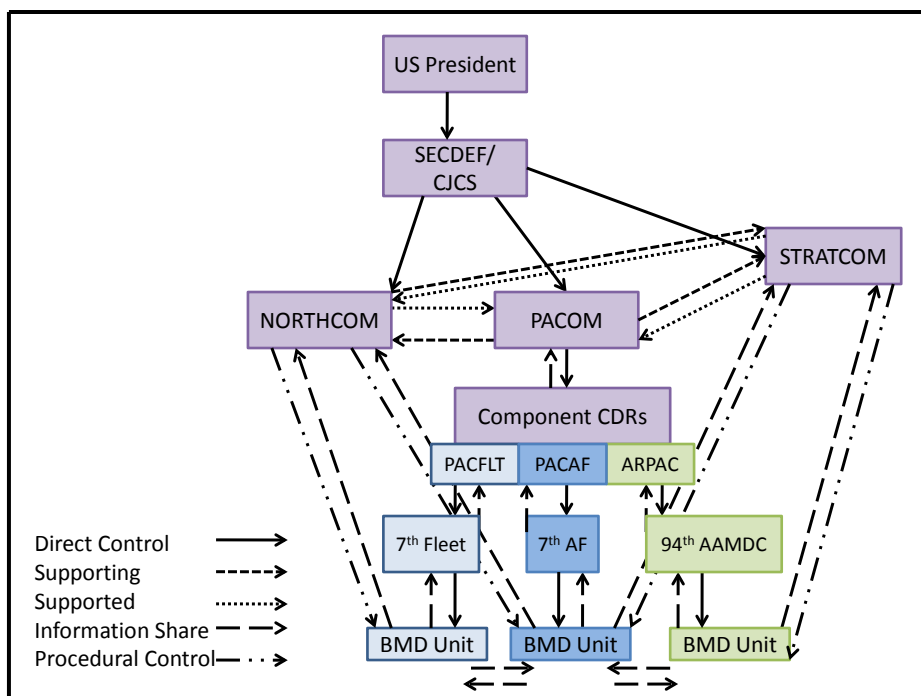 US President
SECDEF/
CJCS
STRATCOM
NORTHCOM
PACOM
Component CDRs
PACFLT
PACAF
ARPAC
7th Fleet
7th AF
94th AAMDC
Direct Control
Supporting
Supported
Information Share
Procedural Control
BMD Unit
BMD Unit
BMD Unit